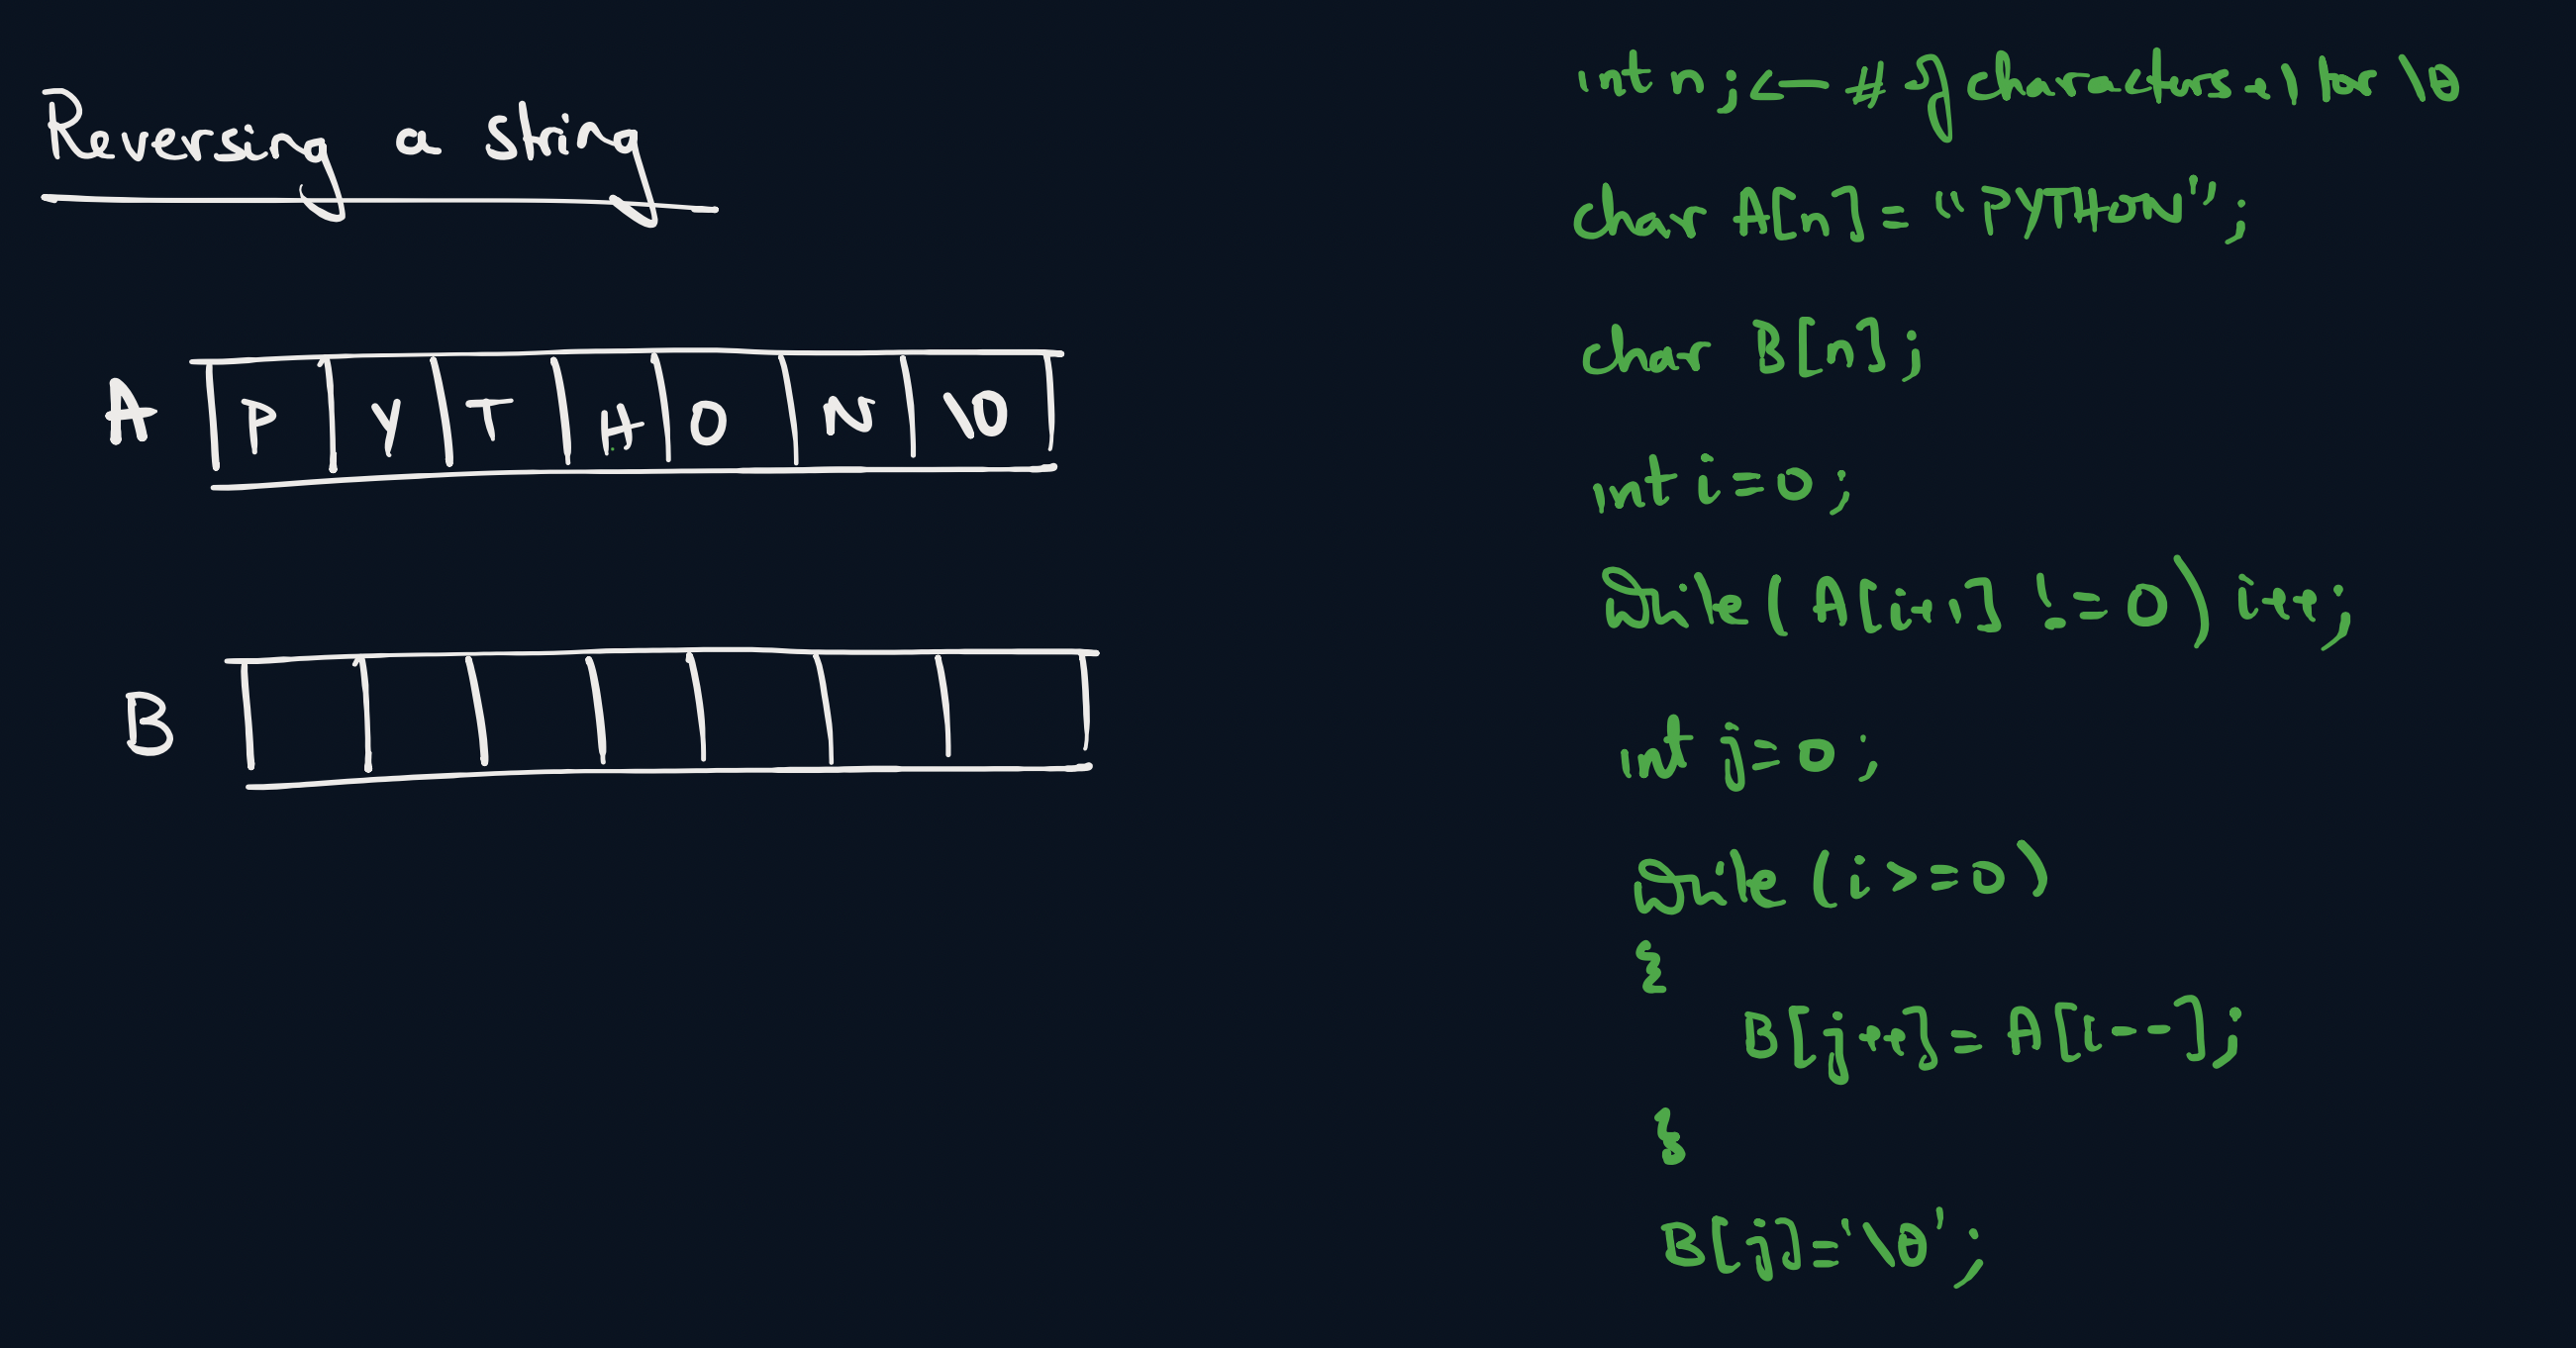 Reversing a string
A P Y T H O N \0
B
int n; ← # of characters +1 for \0
char A[n] = "PYTHON";
char B[n];
int i=0;
while(A[i+1] != 0) i++;
int j=0;
while(i>=0)
{
B[j++] = A[i--];
}
B[j]='\0';